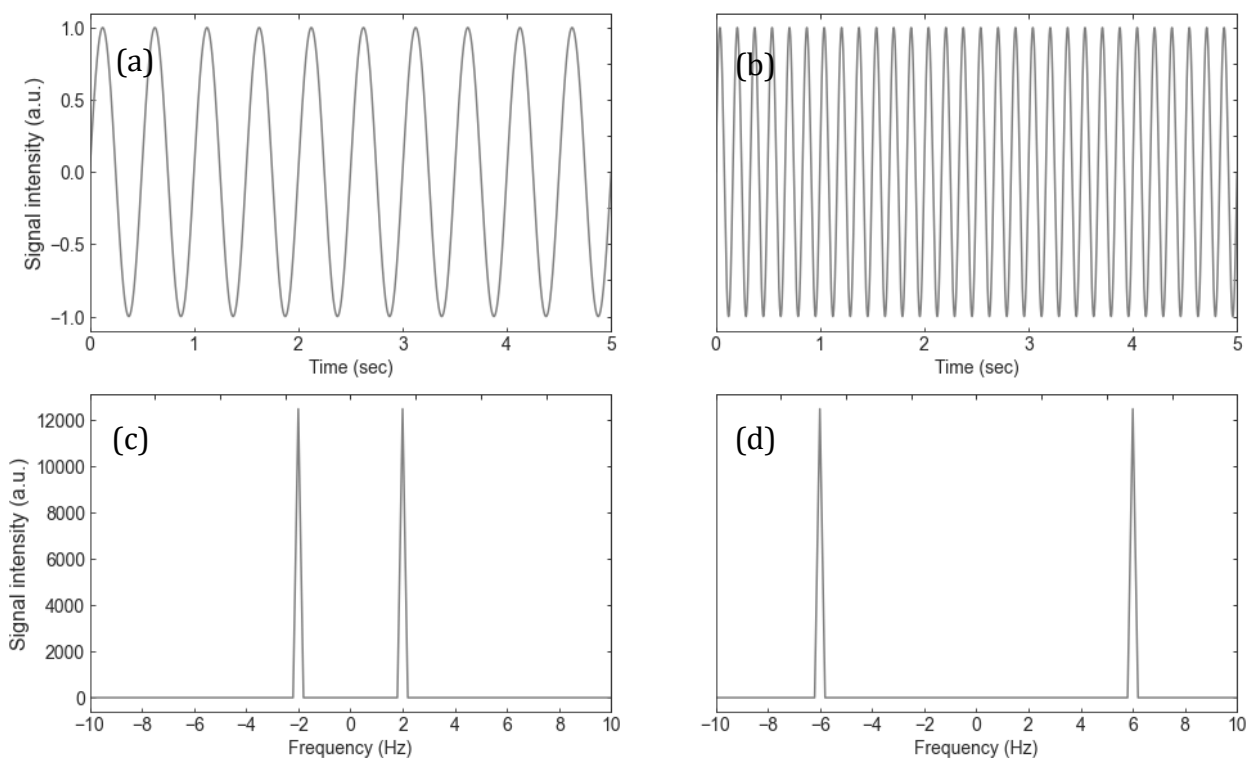 (a)
1.0
0.5
0.0
−0.5
−1.0
Signal intensity (a.u.)
0 1 2 3 4 5
Time (sec)
(b)
0 1 2 3 4 5
Time (sec)
(c)
12000
10000
8000
6000
4000
2000
0
Signal intensity (a.u.)
−10 −8 −6 −4 −2 0 2 4 6 8 10
Frequency (Hz)
(d)
−10 −8 −6 −4 −2 0 2 4 6 8 10
Frequency (Hz)